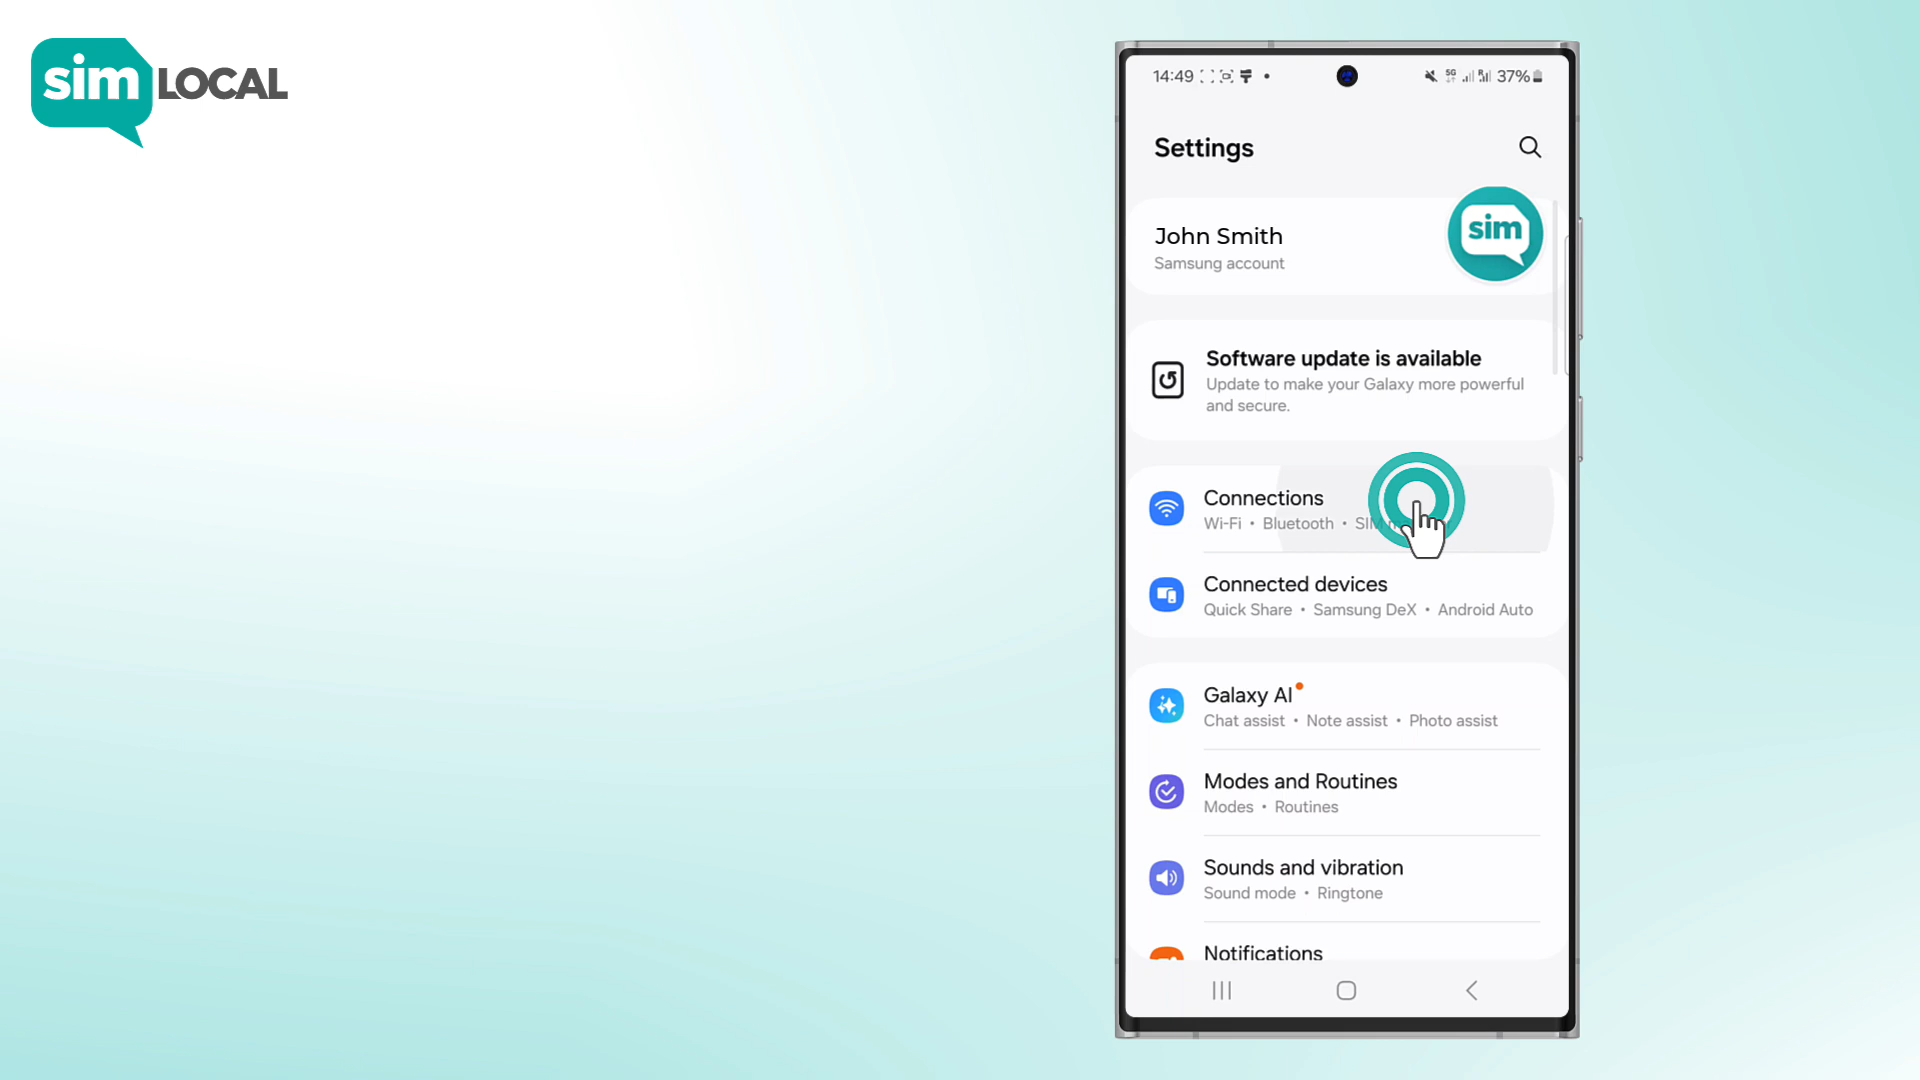 sim LOCAL
14:49
5G R 37%
Settings
John Smith
Samsung account
sim
Software update is available
Update to make your Galaxy more powerful
and secure.
Connections
Wi-Fi • Bluetooth •
Connected devices
Quick Share • Samsung DeX • Android Auto
Galaxy AI
Chat assist • Note assist • Photo assist
Modes and Routines
Modes • Routines
Sounds and vibration
Sound mode • Ringtone
Notifications